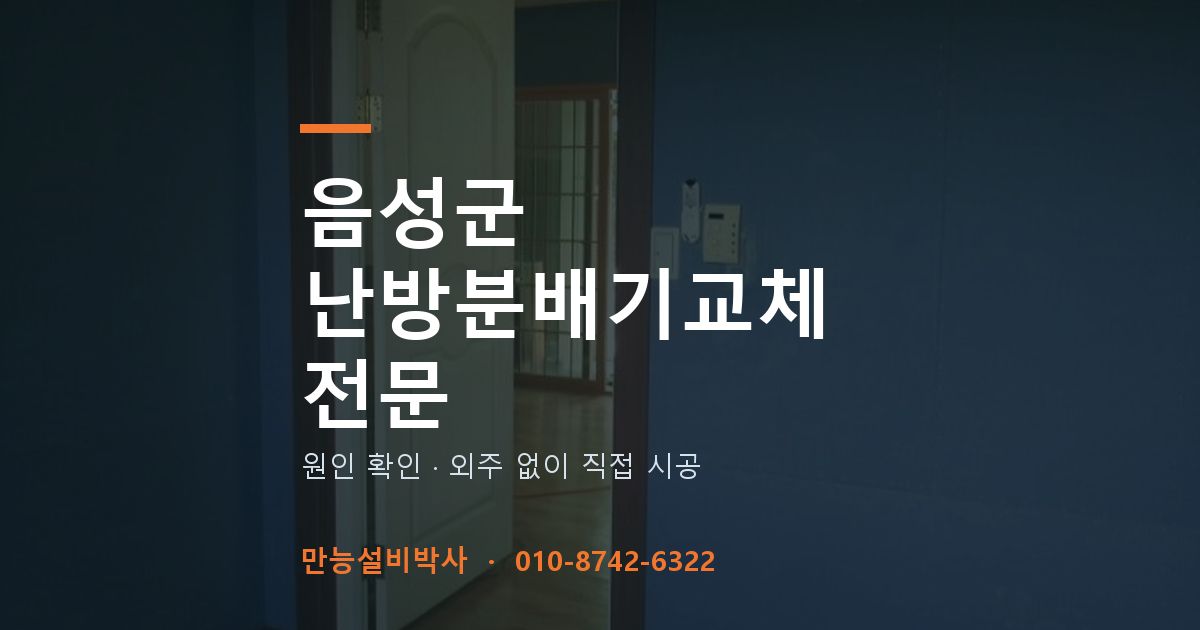 음성군
난방분배기교체
전문
원인 확인 · 외주 없이 직접 시공
만능설비박사 · 010-8742-6322